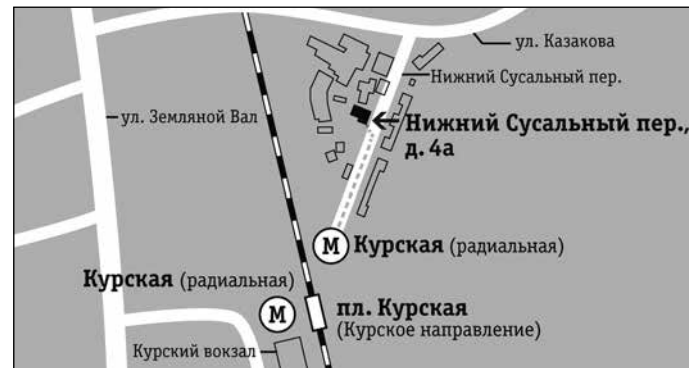 ул. Казакова
Нижний Сусальный пер.
ул. Земляной Вал
Нижний Сусальный пер.,
д. 4а
М Курская (радиальная)
Курская (радиальная)
М
пл. Курская
(Курское направление)
Курский вокзал